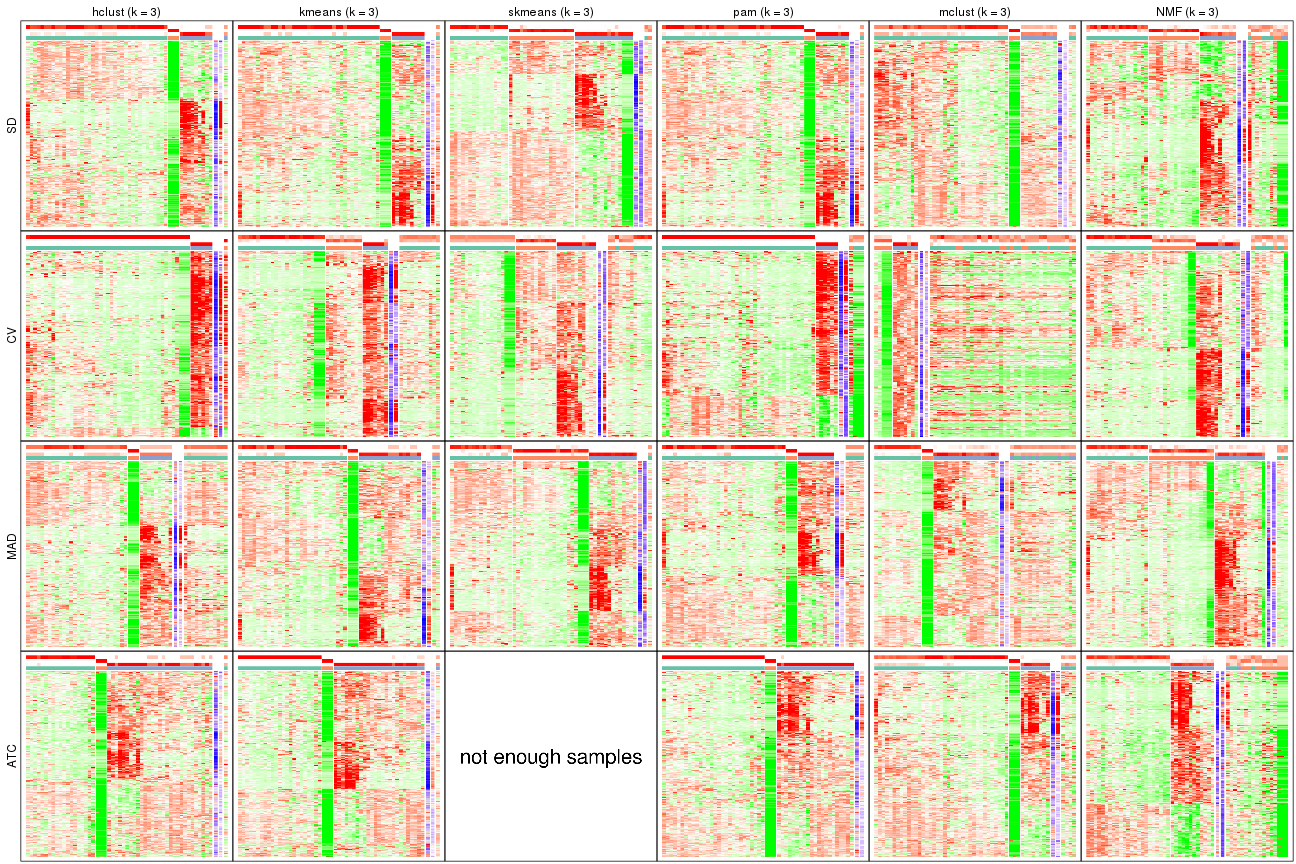 hclust (k = 3)
kmeans (k = 3)
skmeans (k = 3)
pam (k = 3)
mclust (k = 3)
NMF (k = 3)
SD
CV
MAD
ATC
not enough samples